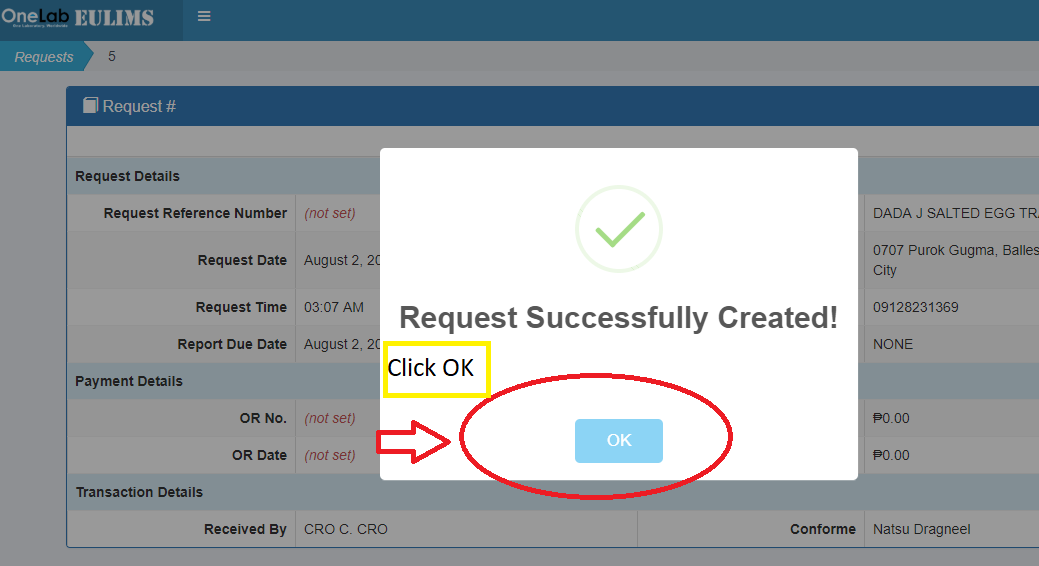 OneLab EULIMS
One Laboratory Worldwide
Requests 5
Request #
Request Details
Request Reference Number (not set) DADA J SALTED EGG TRA
Request Date August 2, 20 0707 Purok Gugma, Balles
City
Request Time 03:07 AM 09128231369
Report Due Date August 2, 20 NONE
Request Successfully Created!
Click OK
OK
Payment Details
OR No. (not set) ₱0.00
OR Date (not set) ₱0.00
Transaction Details
Received By CRO C. CRO Conforme Natsu Dragneel